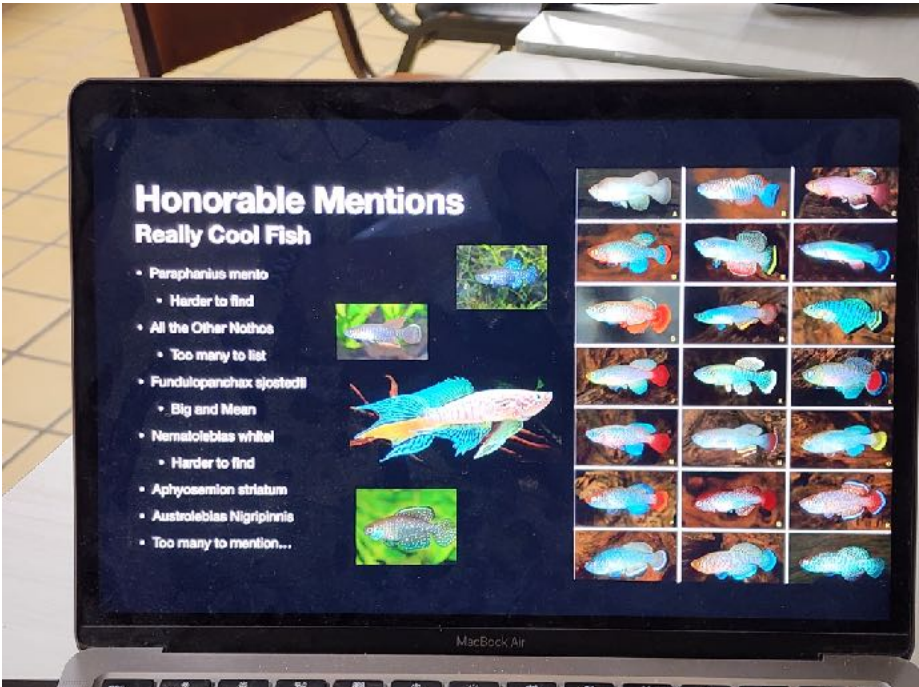 Honorable Mentions
Really Cool Fish
• Paraphanius mento
• Harder to find
• All the Other Nothos
• Too many to list
• Fundulopanchax sjostedti
• Big and Mean
• Nematolebias whitei
• Harder to find
• Aphyosemion striatum
• Austrolebias Nigripinnis
• Too many to mention...
MacBook Air